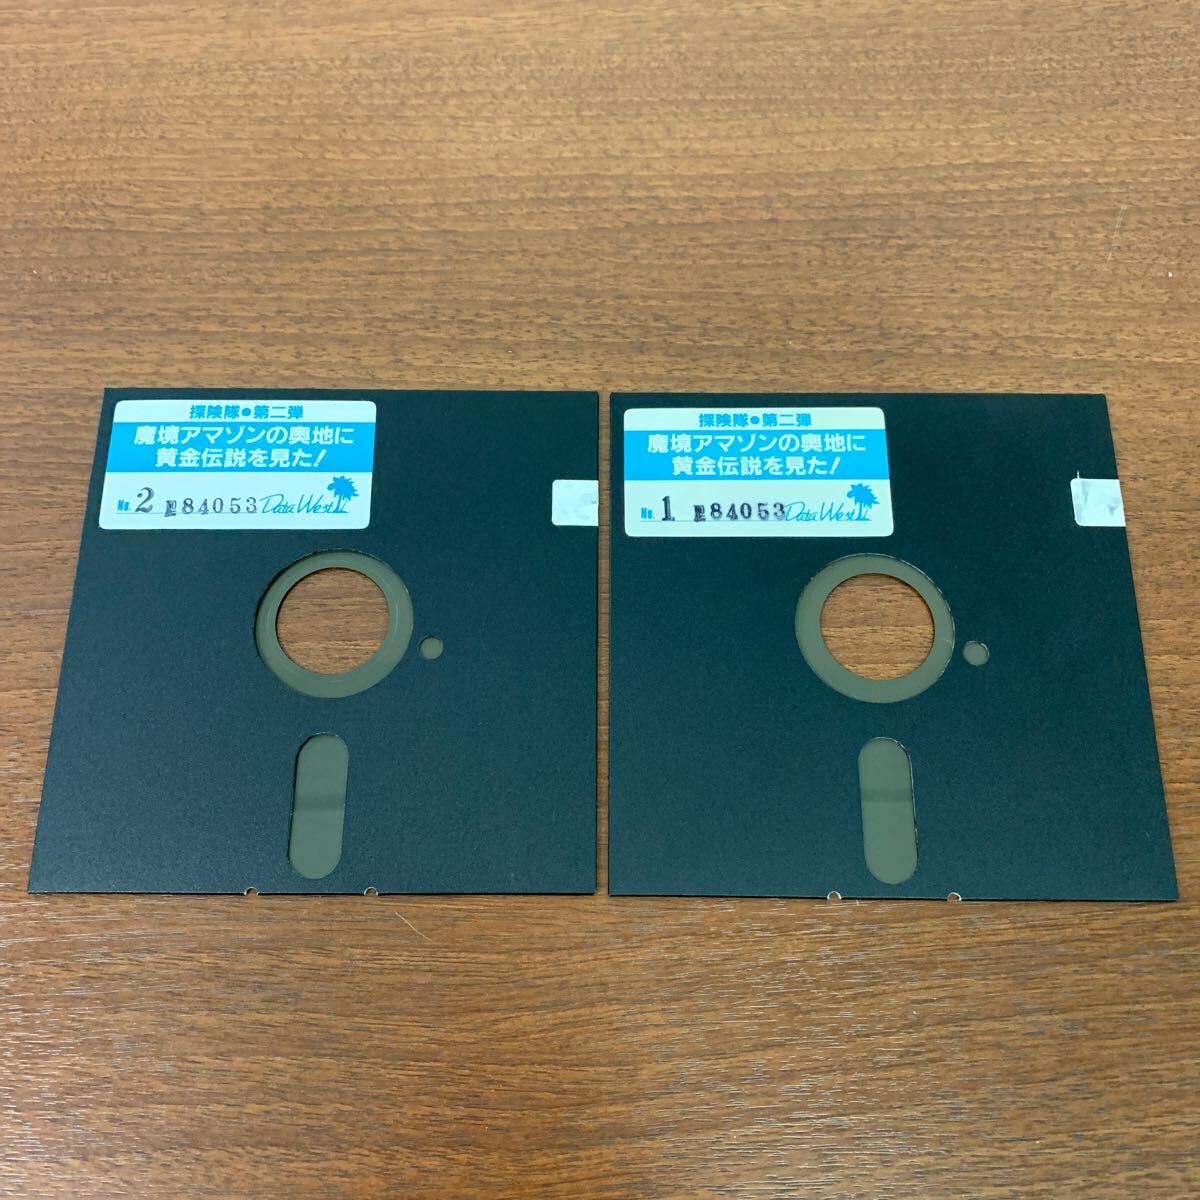 探険隊●第二弾
魔境アマゾンの奥地に
黄金伝説を見た!
No. 2 E84053 Data West
探険隊●第二弾
魔境アマゾンの奥地に
黄金伝説を見た!
No. 1 E84053 Data West